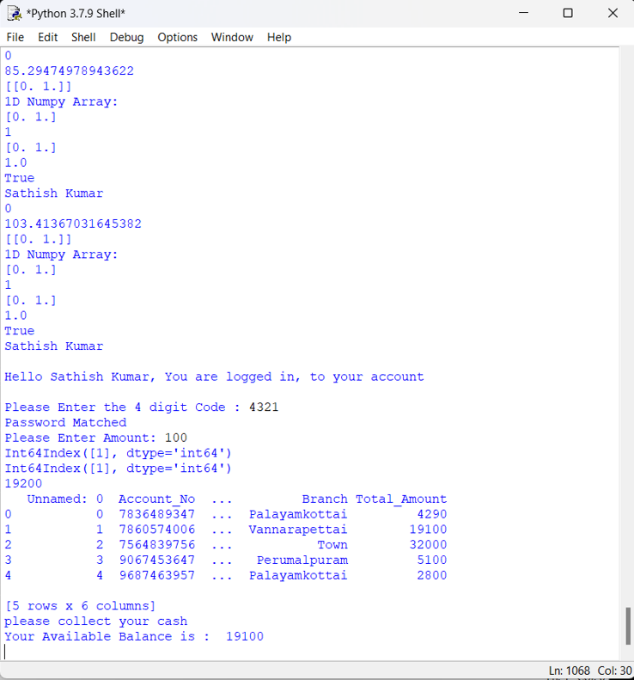 *Python 3.7.9 Shell*
File Edit Shell Debug Options Window Help
0
85.29474978943622
[[0. 1.]]
1D Numpy Array:
[0. 1.]
1
[0. 1.]
1.0
True
Sathish Kumar
0
103.41367031645382
[[0. 1.]]
1D Numpy Array:
[0. 1.]
1
[0. 1.]
1.0
True
Sathish Kumar
Hello Sathish Kumar, You are logged in, to your account
Please Enter the 4 digit Code : 4321
Password Matched
Please Enter Amount: 100
Int64Index([1], dtype='int64')
Int64Index([1], dtype='int64')
19200
Unnamed: 0 Account_No ... Branch Total_Amount
0 0 7836489347 ... Palayamkottai 4290
1 1 7860574006 ... Vannarapettai 19100
2 2 7564839756 ... Town 32000
3 3 9067453647 ... Perumalpuram 5100
4 4 9687463957 ... Palayamkottai 2800
[5 rows x 6 columns]
please collect your cash
Your Available Balance is : 19100
Ln: 1068 Col: 30